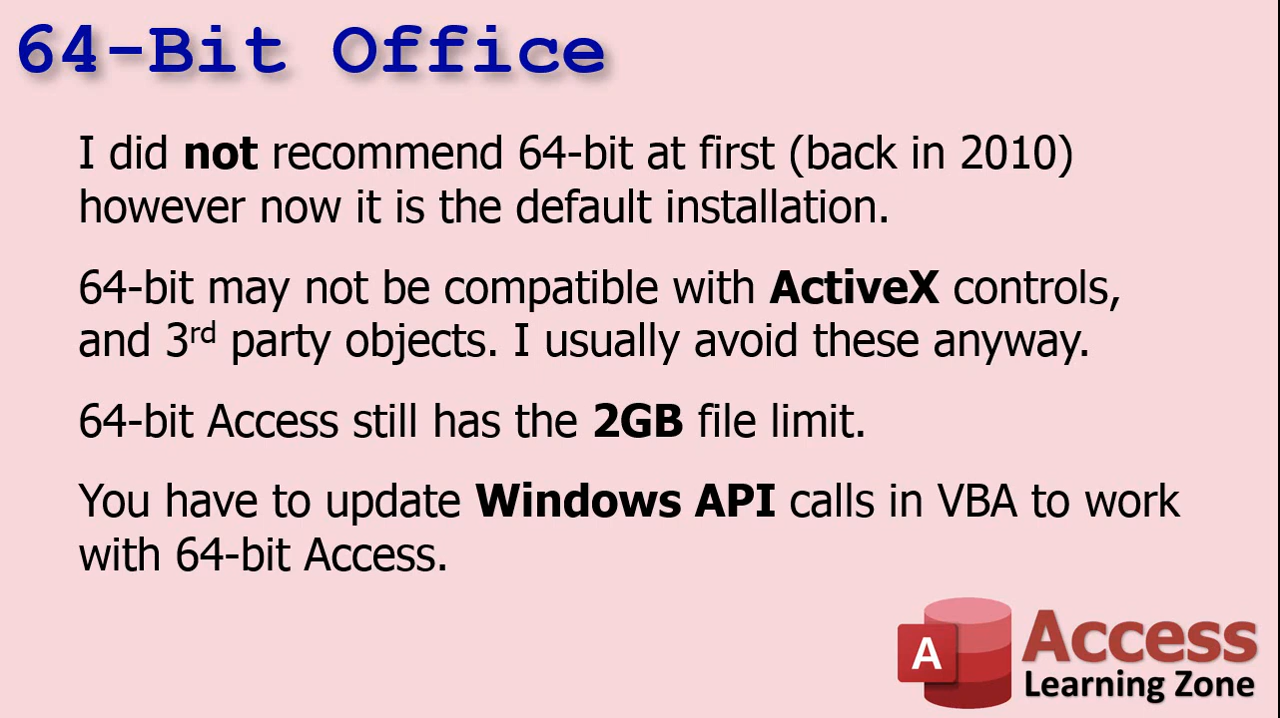 64-Bit Office
I did not recommend 64-bit at first (back in 2010)
however now it is the default installation.
64-bit may not be compatible with ActiveX controls,
and 3rd party objects. I usually avoid these anyway.
64-bit Access still has the 2GB file limit.
You have to update Windows API calls in VBA to work
with 64-bit Access.
A
Access
Learning Zone